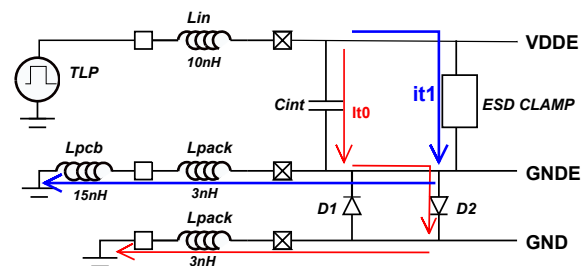 Lin
VDDE
10nH
TLP
Cint
It0
it1
ESD CLAMP
Lpcb
Lpack
GNDE
15nH
3nH
D1
D2
Lpack
GND
3nH